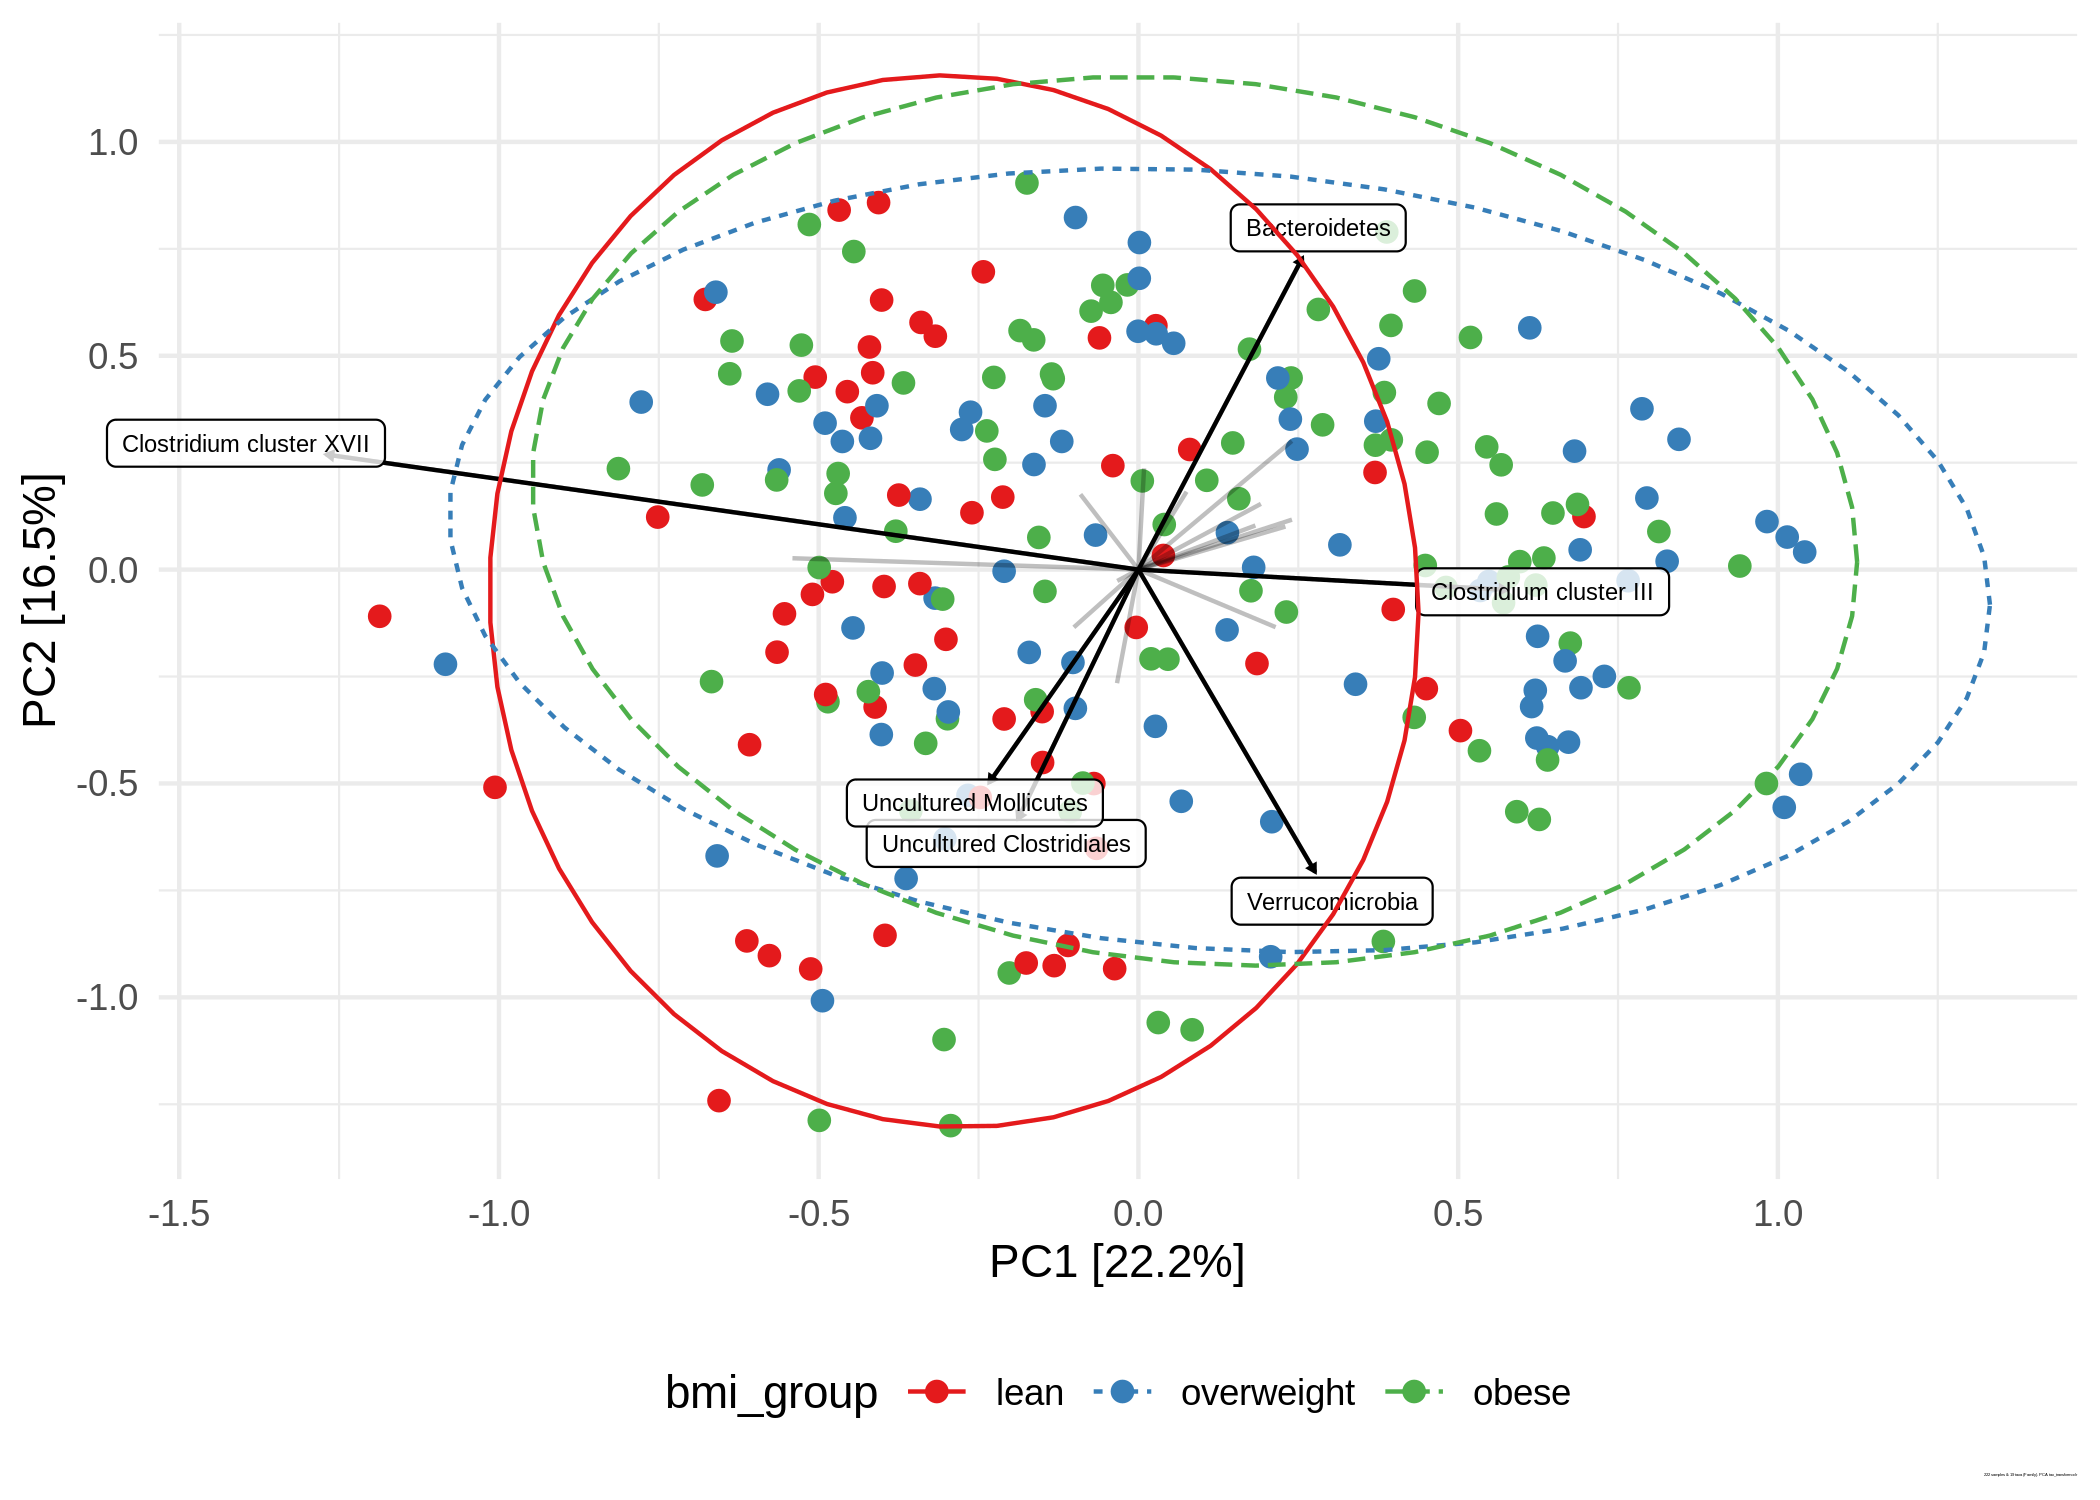 1.0
0.5
0.0
-0.5
-1.0
PC2 [16.5%]
Bacteroidetes
Clostridium cluster XVII
Clostridium cluster III
Uncultured Mollicutes
Uncultured Clostridiales
Verrucomicrobia
-1.5 -1.0 -0.5 0.0 0.5 1.0
PC1 [22.2%]
bmi_group lean overweight obese